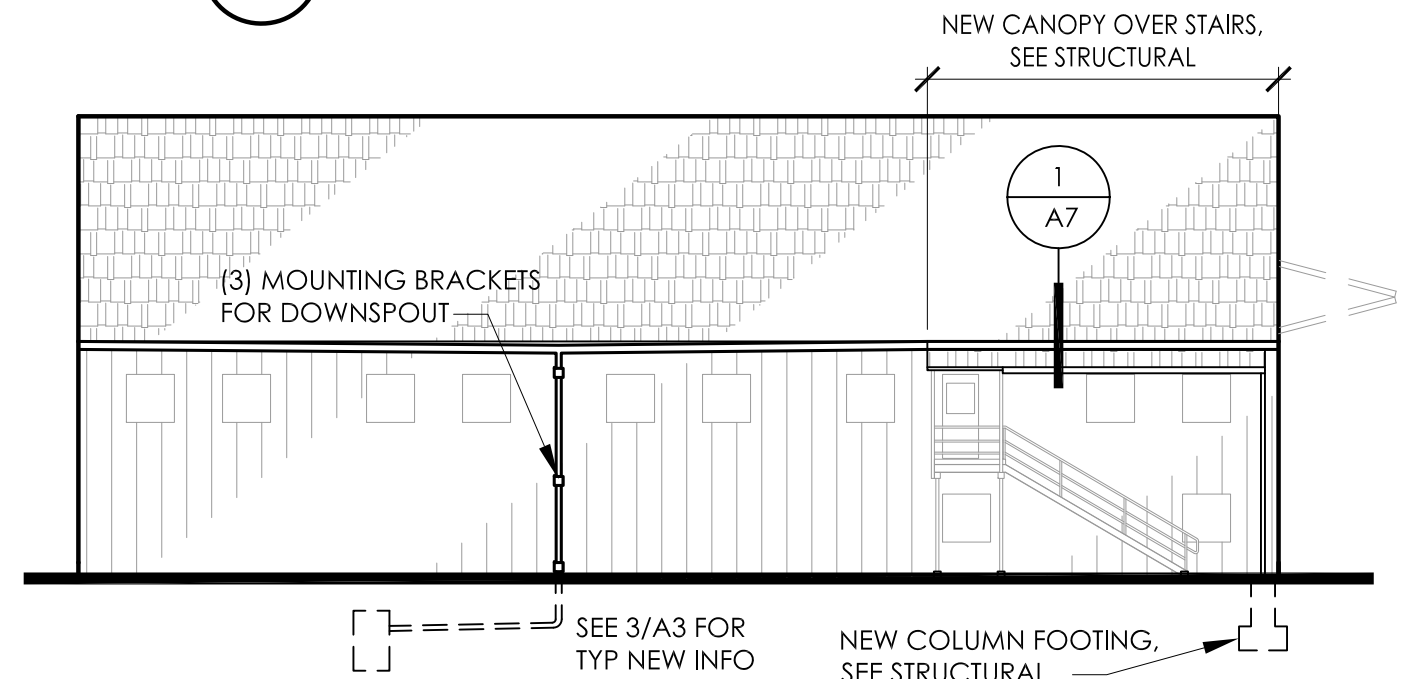 NEW CANOPY OVER STAIRS,
SEE STRUCTURAL
1
A7
(3) MOUNTING BRACKETS
FOR DOWNSPOUT
SEE 3/A3 FOR
TYP NEW INFO
NEW COLUMN FOOTING,
SEE STRUCTURAL